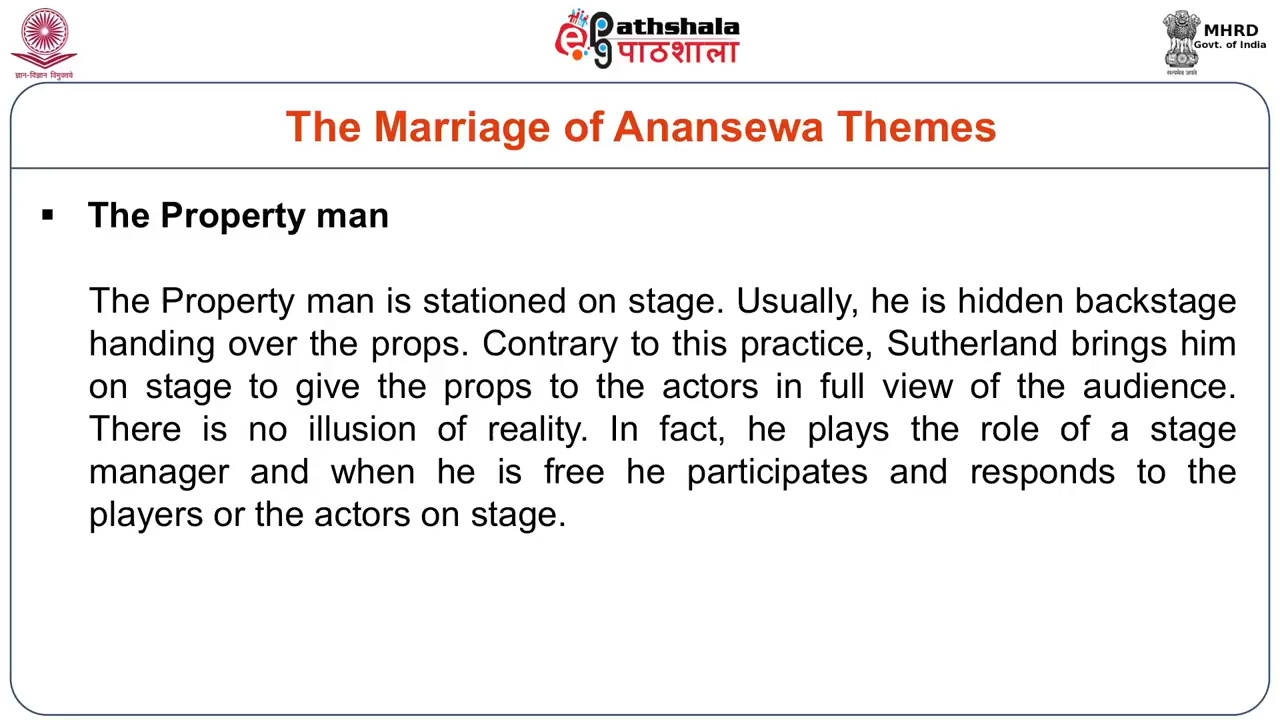 ज्ञान-विज्ञान विमुक्तये
ePathshala
पाठशाला
MHRD
Govt. of India
सत्यमेव जयते
The Marriage of Anansewa Themes
▪ The Property man
The Property man is stationed on stage. Usually, he is hidden backstage
handing over the props. Contrary to this practice, Sutherland brings him
on stage to give the props to the actors in full view of the audience.
There is no illusion of reality. In fact, he plays the role of a stage
manager and when he is free he participates and responds to the
players or the actors on stage.